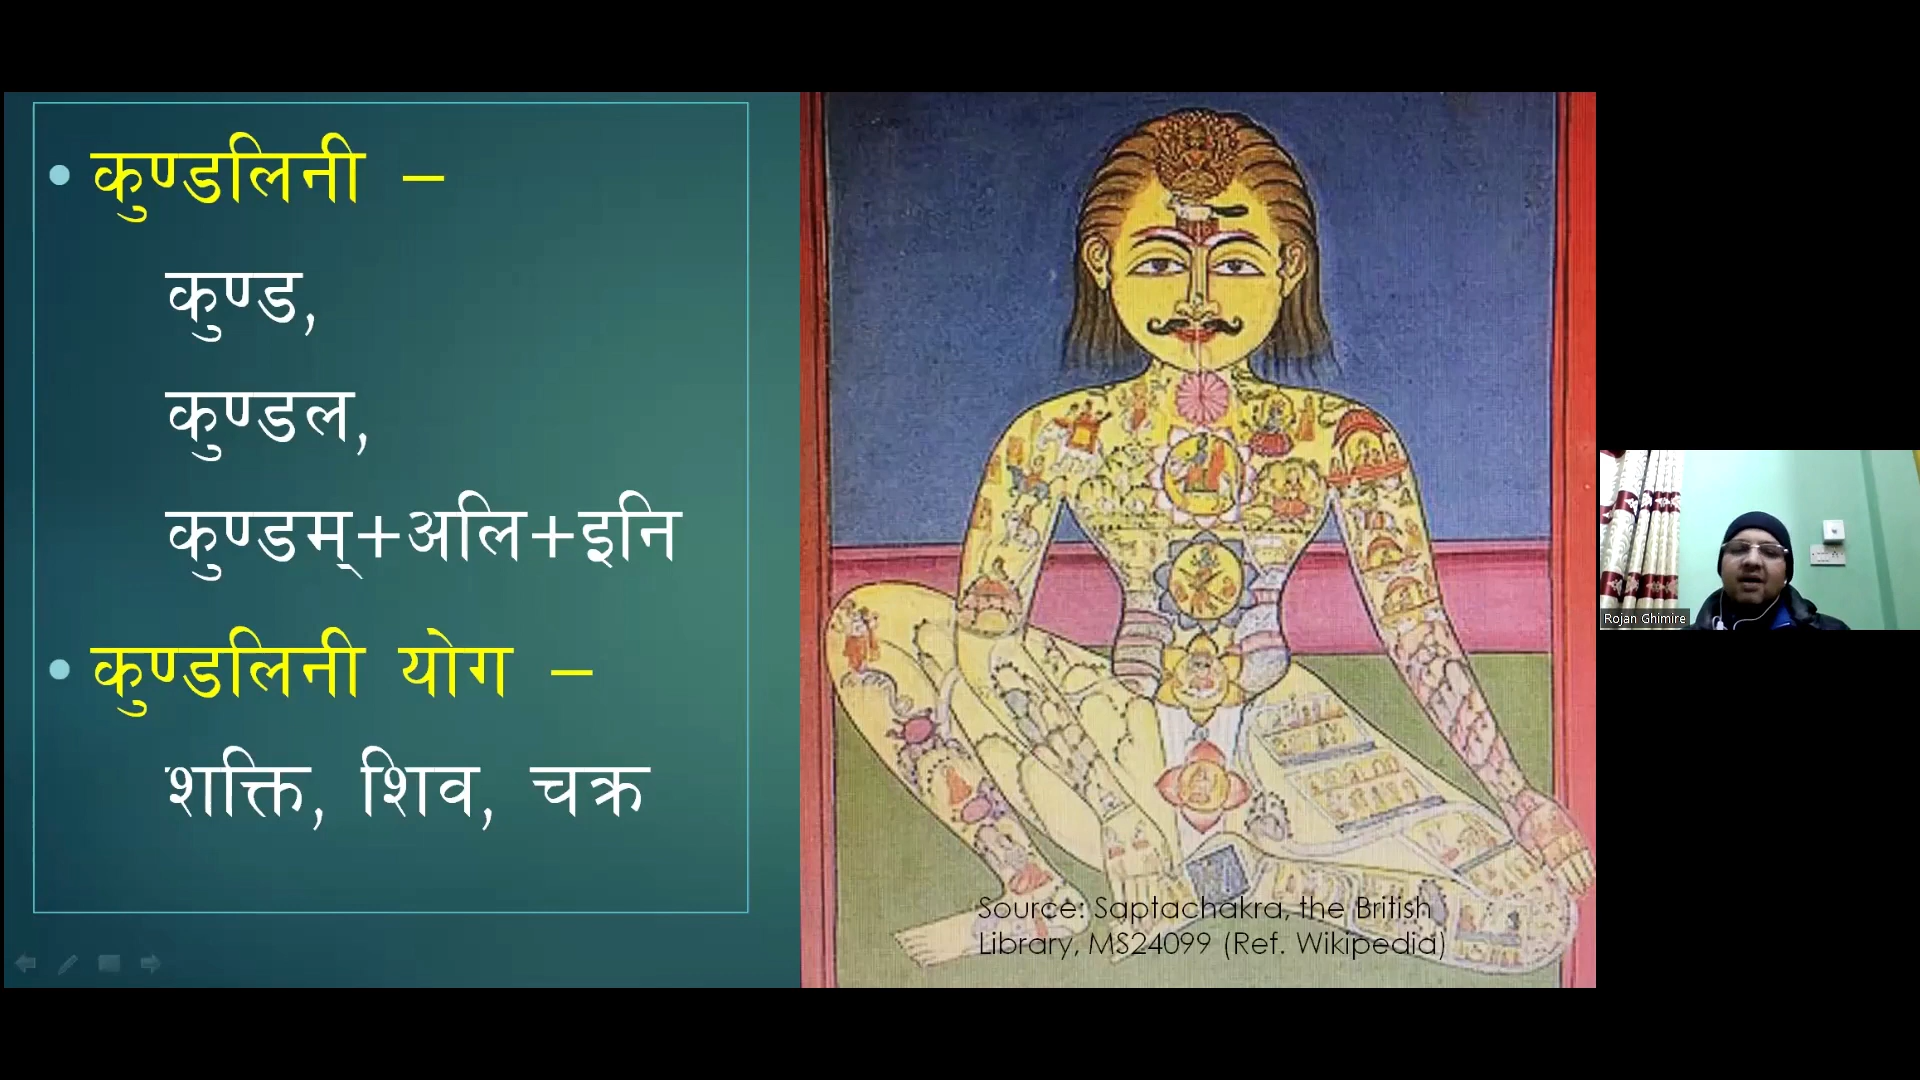 कुण्डलिनी –
कुण्ड,
कुण्डल,
कुण्डम्+अलि+इनि
कुण्डलिनी योग –
शक्ति, शिव, चक्र
Source: Saptachakra, the British
Library, MS24099 (Ref. Wikipedia)
Rojan Ghimire